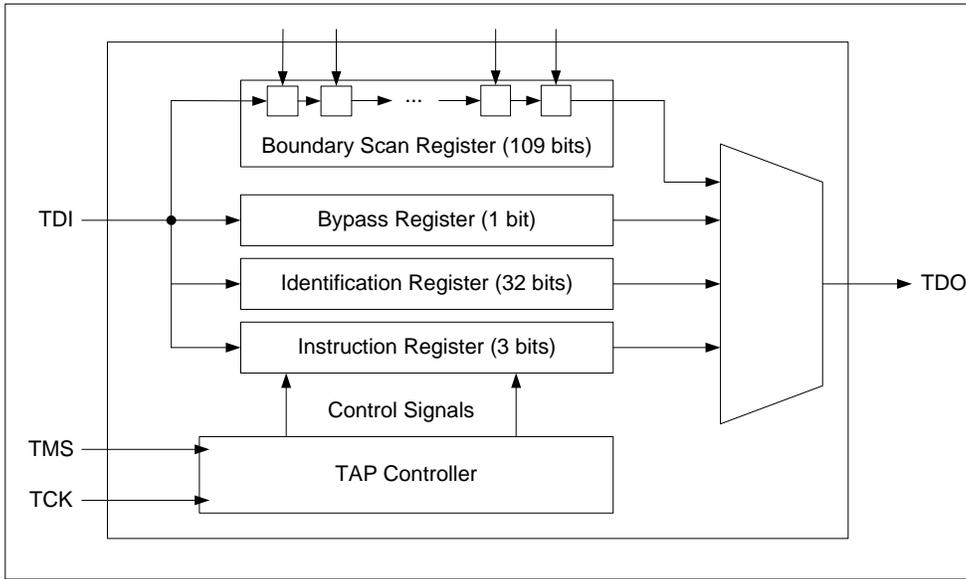 ...
Boundary Scan Register (109 bits)
TDI
Bypass Register (1 bit)
Identification Register (32 bits)
TDO
Instruction Register (3 bits)
Control Signals
TMS
TAP Controller
TCK